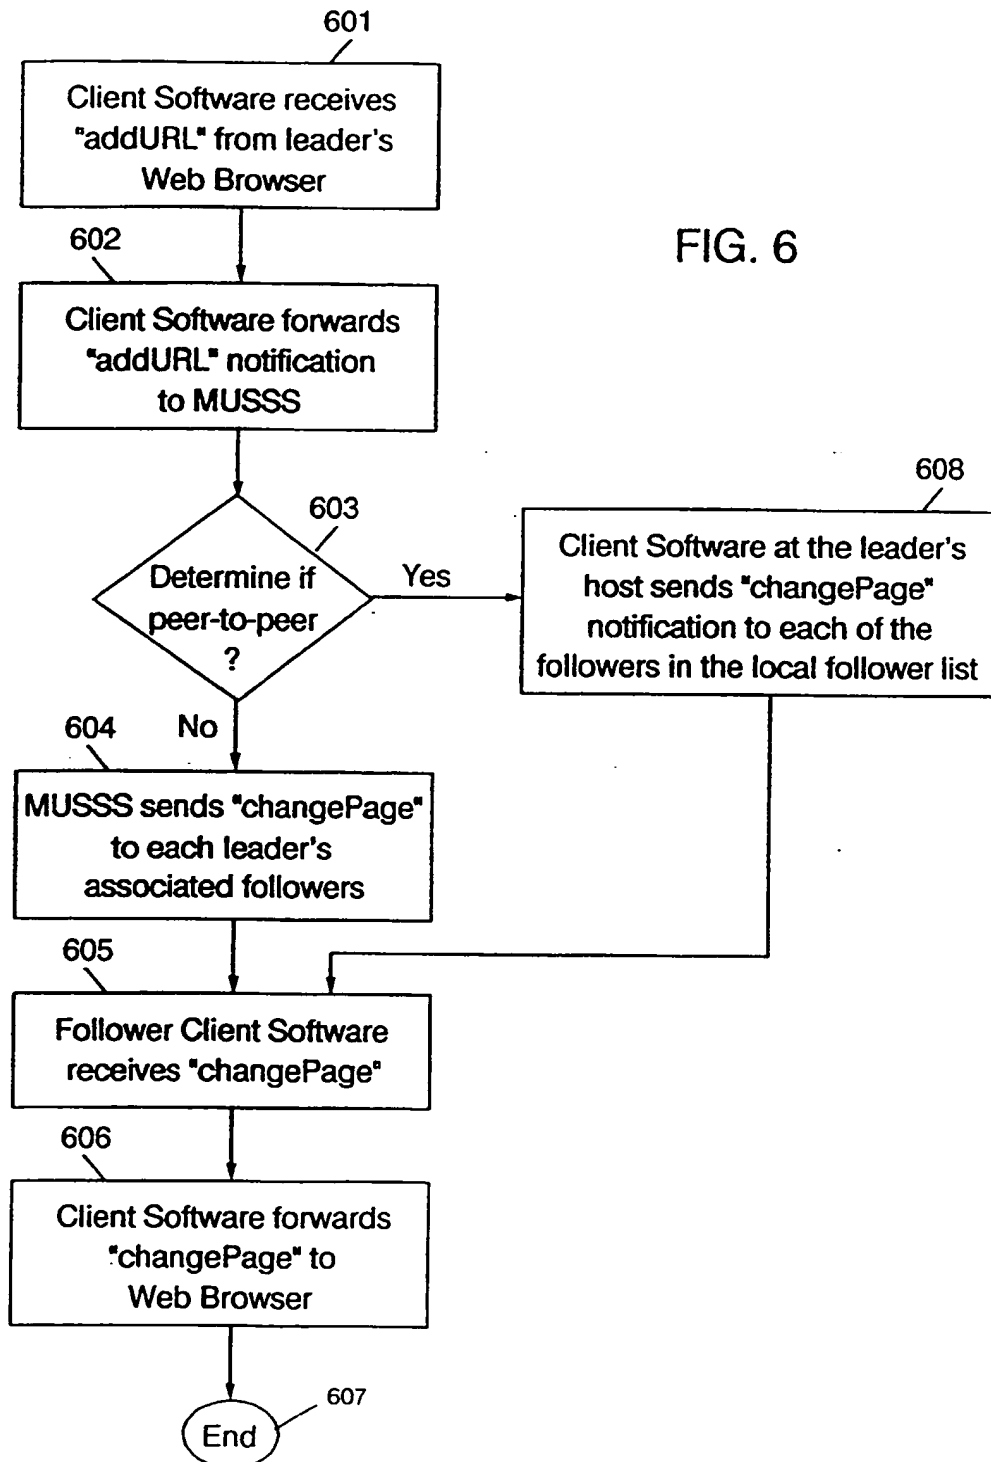 601
Client Software receives
"addURL" from leader's
Web Browser
FIG. 6
602
Client Software forwards
"addURL" notification
to MUSSS
603
Determine if
peer-to-peer
?
Yes
No
608
Client Software at the leader's
host sends "changePage"
notification to each of the
followers in the local follower list
604
MUSSS sends "changePage"
to each leader's
associated followers
605
Follower Client Software
receives "changePage"
606
Client Software forwards
"changePage" to
Web Browser
607
End